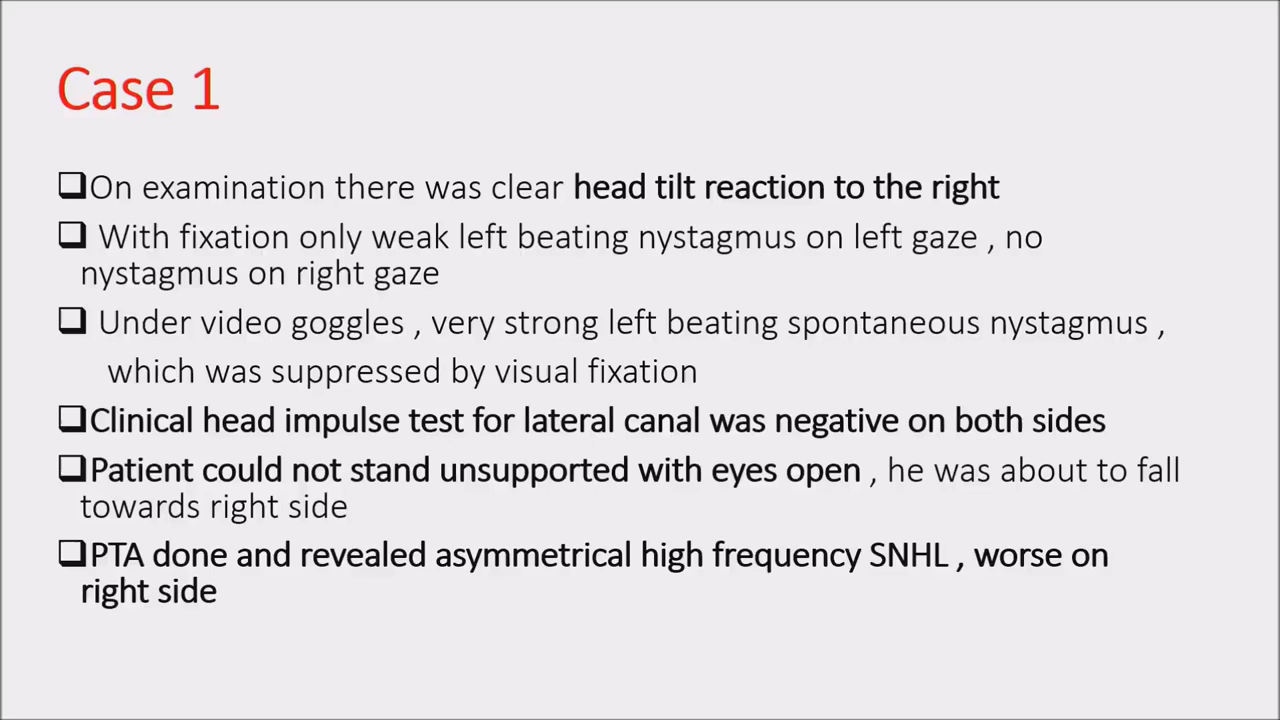 Case 1
❑On examination there was clear head tilt reaction to the right
❑ With fixation only weak left beating nystagmus on left gaze , no
nystagmus on right gaze
❑ Under video goggles , very strong left beating spontaneous nystagmus ,
which was suppressed by visual fixation
❑Clinical head impulse test for lateral canal was negative on both sides
❑Patient could not stand unsupported with eyes open , he was about to fall
towards right side
❑PTA done and revealed asymmetrical high frequency SNHL , worse on
right side